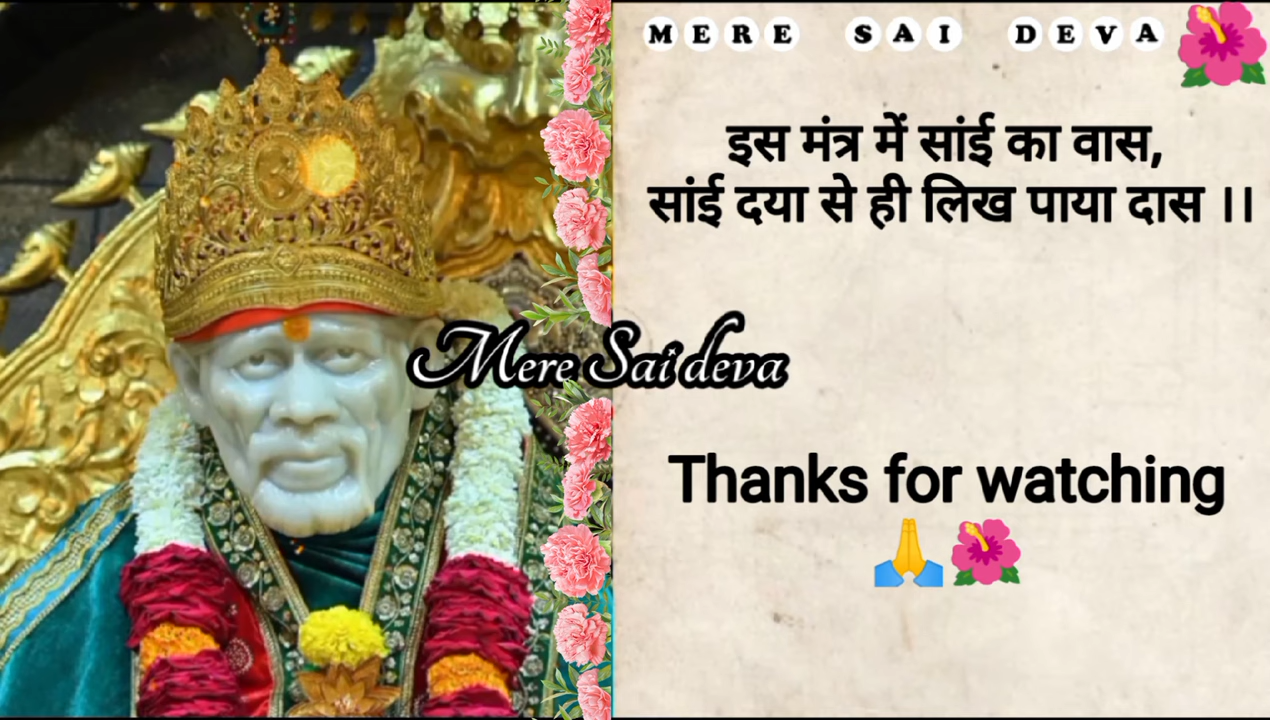 MERE SAI DEVA
इस मंत्र में सांई का वास,
सांई दया से ही लिख पाया दास ।।
Mere Sai deva
Thanks for watching